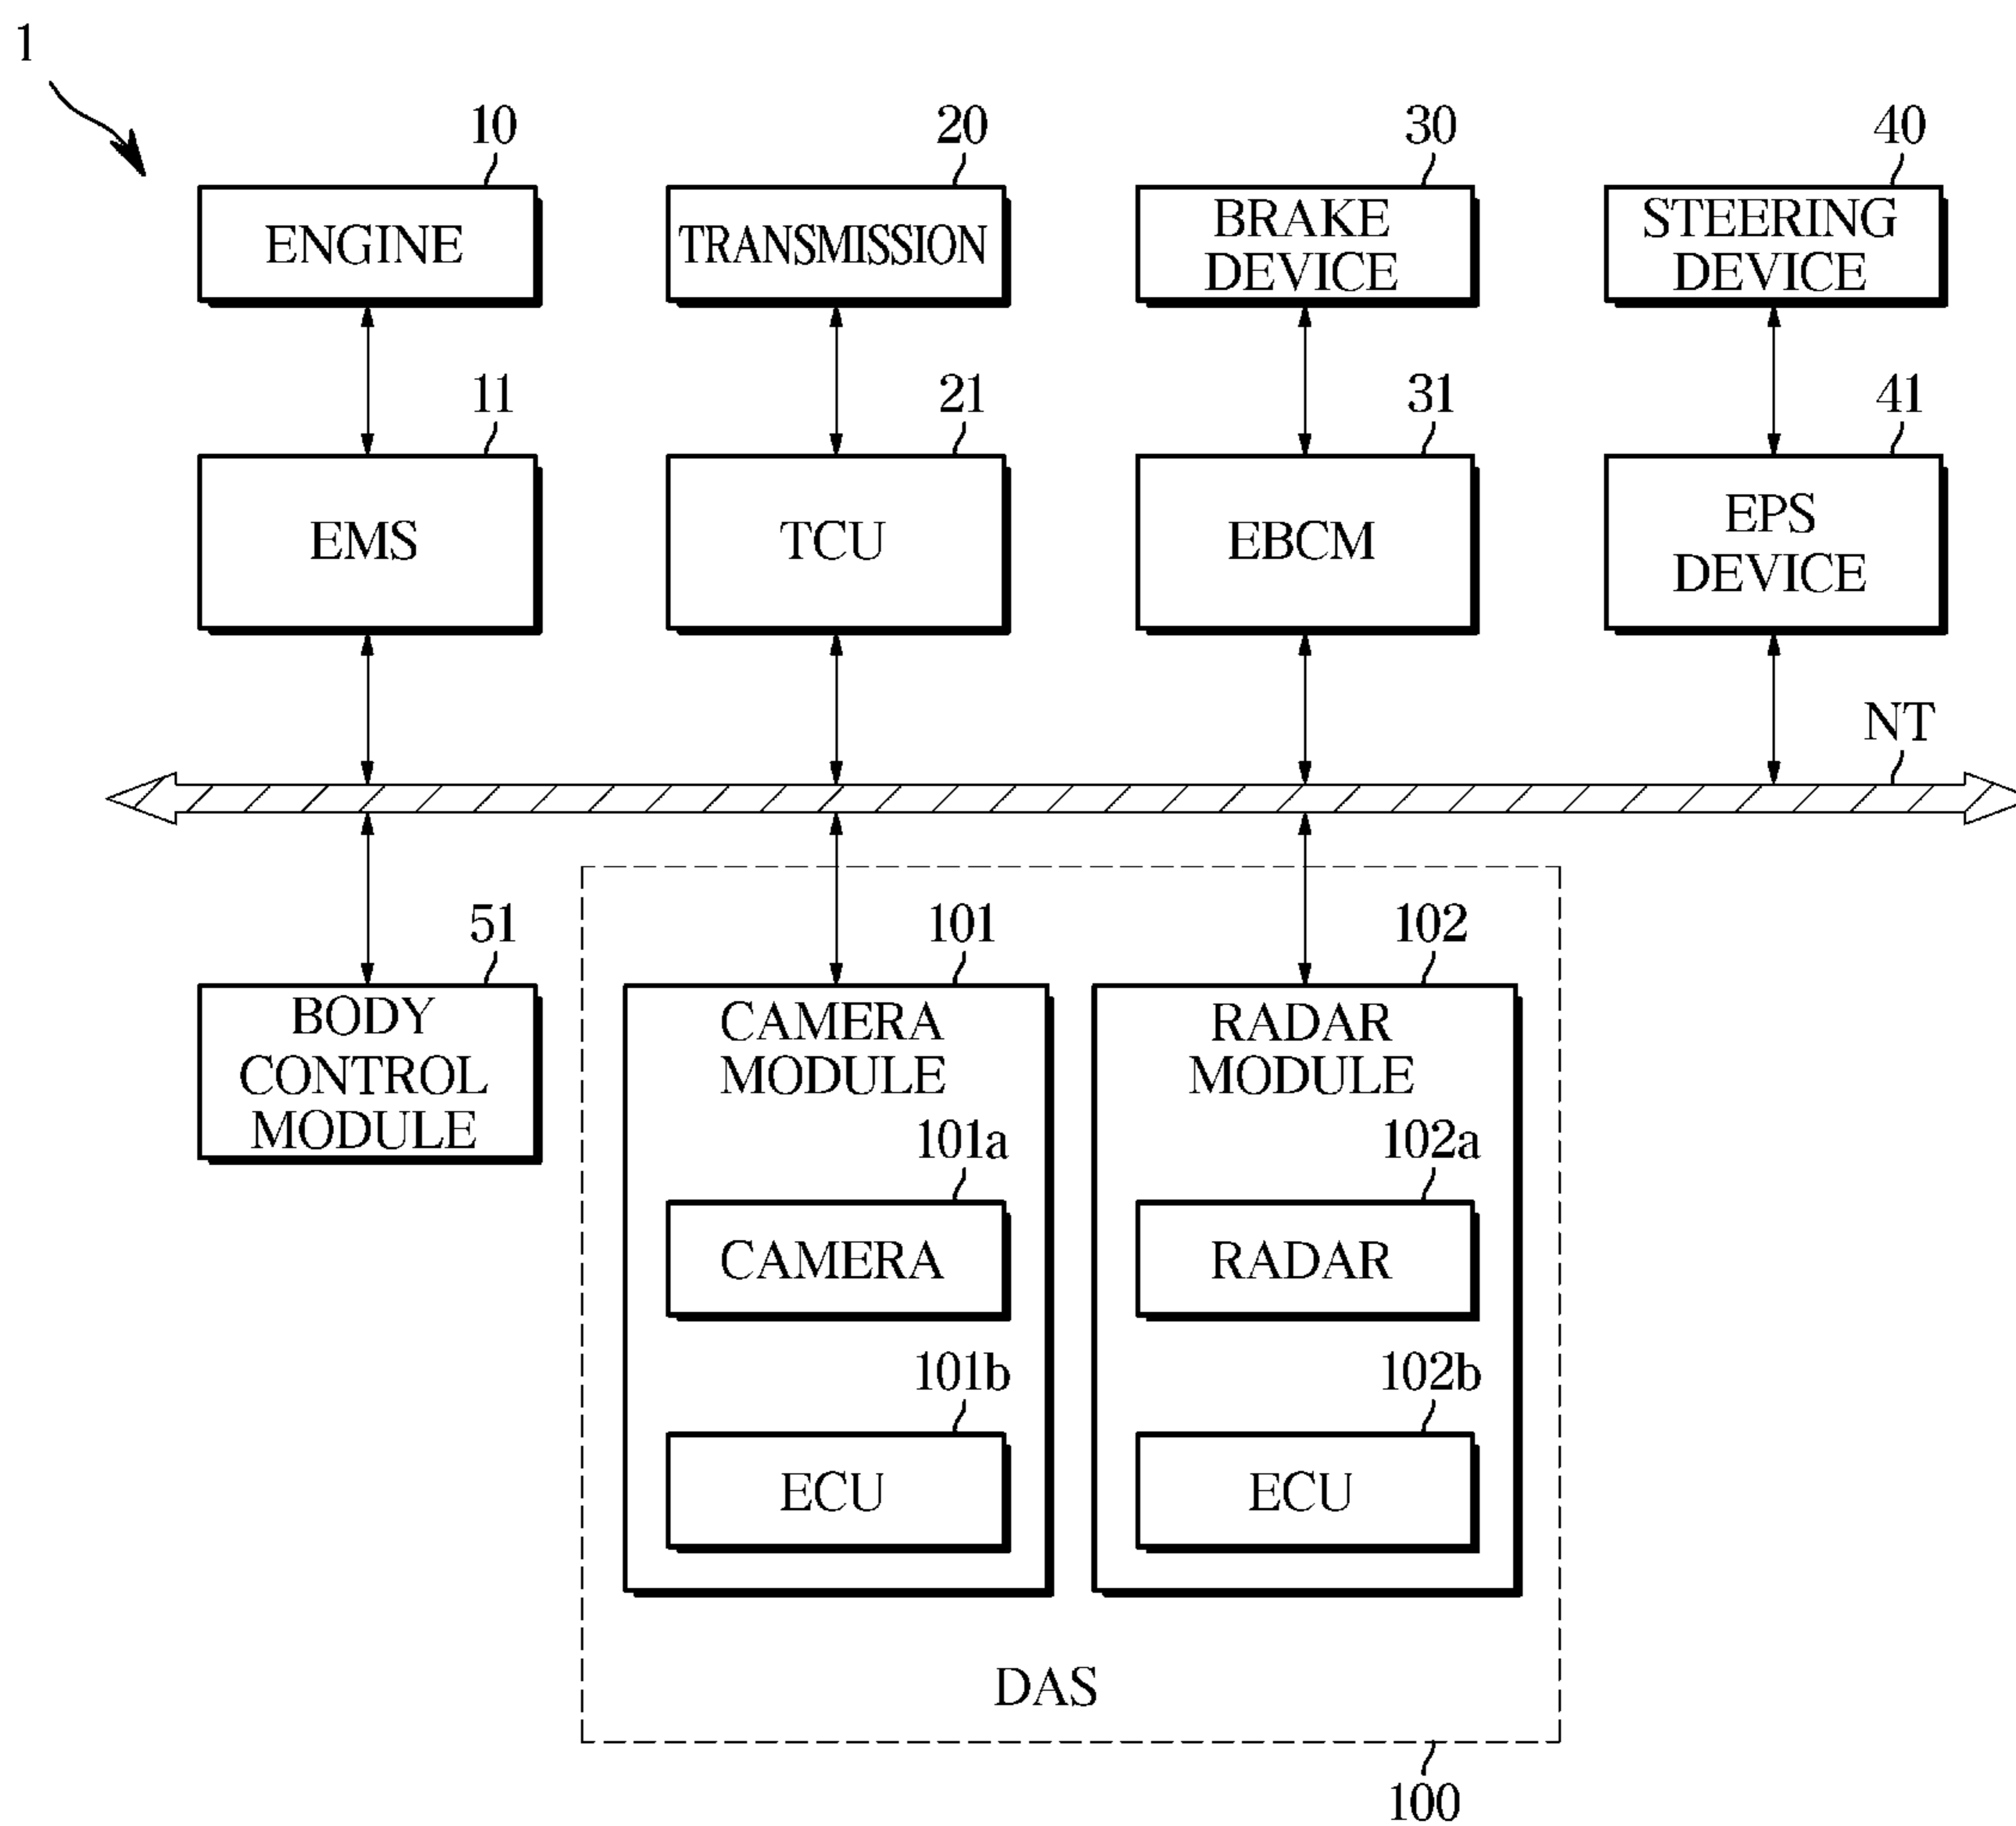 1
10
20
30
40
ENGINE
TRANSMISSION
BRAKE
DEVICE
STEERING
DEVICE
11
21
31
41
EMS
TCU
EBCM
EPS
DEVICE
NT
51
101
102
BODY
CONTROL
MODULE
CAMERA
MODULE
RADAR
MODULE
101a
102a
CAMERA
RADAR
101b
102b
ECU
ECU
DAS
100